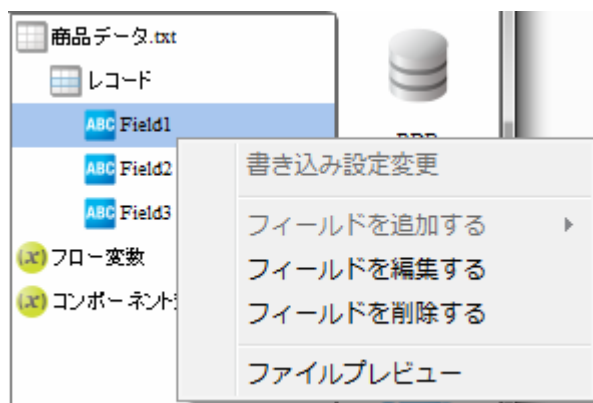 商品データ.txt
レコード
ABC Field1
ABC Field2
ABC Field3
(x) フロー変数
(x) コンポーネント
書き込み設定変更
フィールドを追加する
フィールドを編集する
フィールドを削除する
ファイルプレビュー